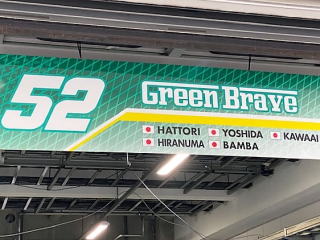 52 Green Brave
HATTORI YOSHIDA KAWAAI
HIRANUMA BAMBA